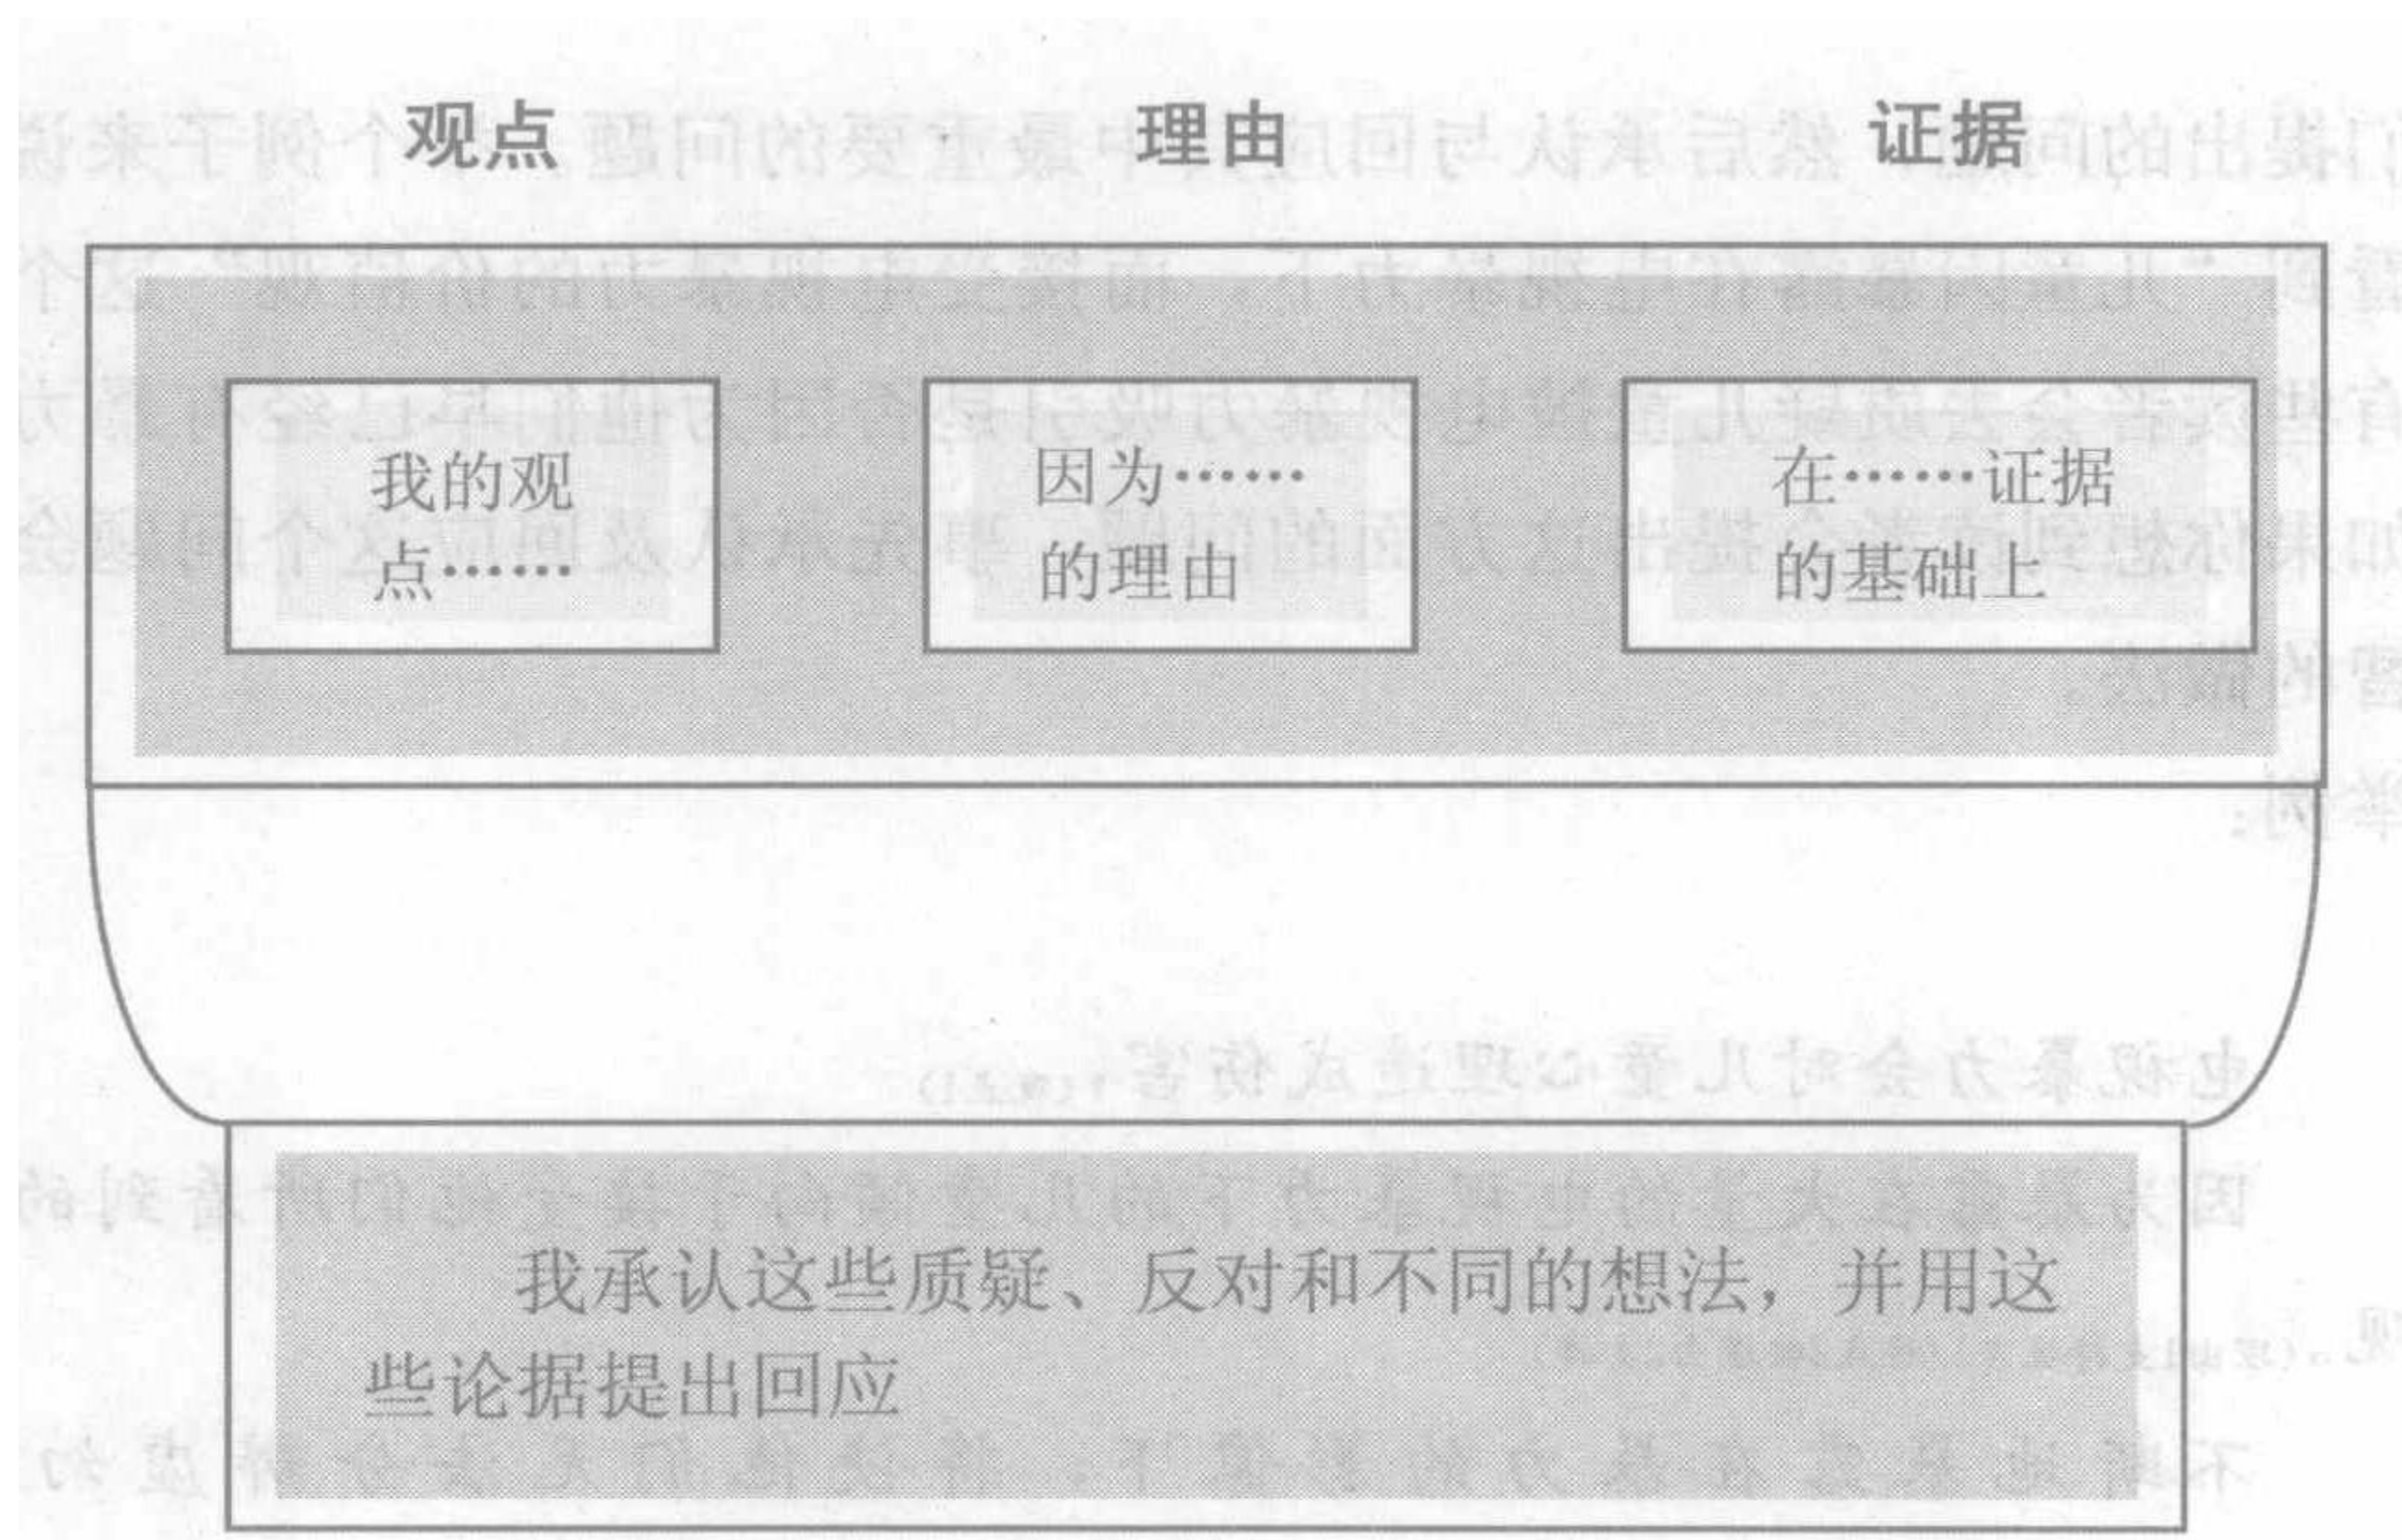 观点 理由 证据
我的观
点……
因为……
的理由
在……证据
的基础上
我承认这些质疑、反对和不同的想法，并用这
些论据提出回应